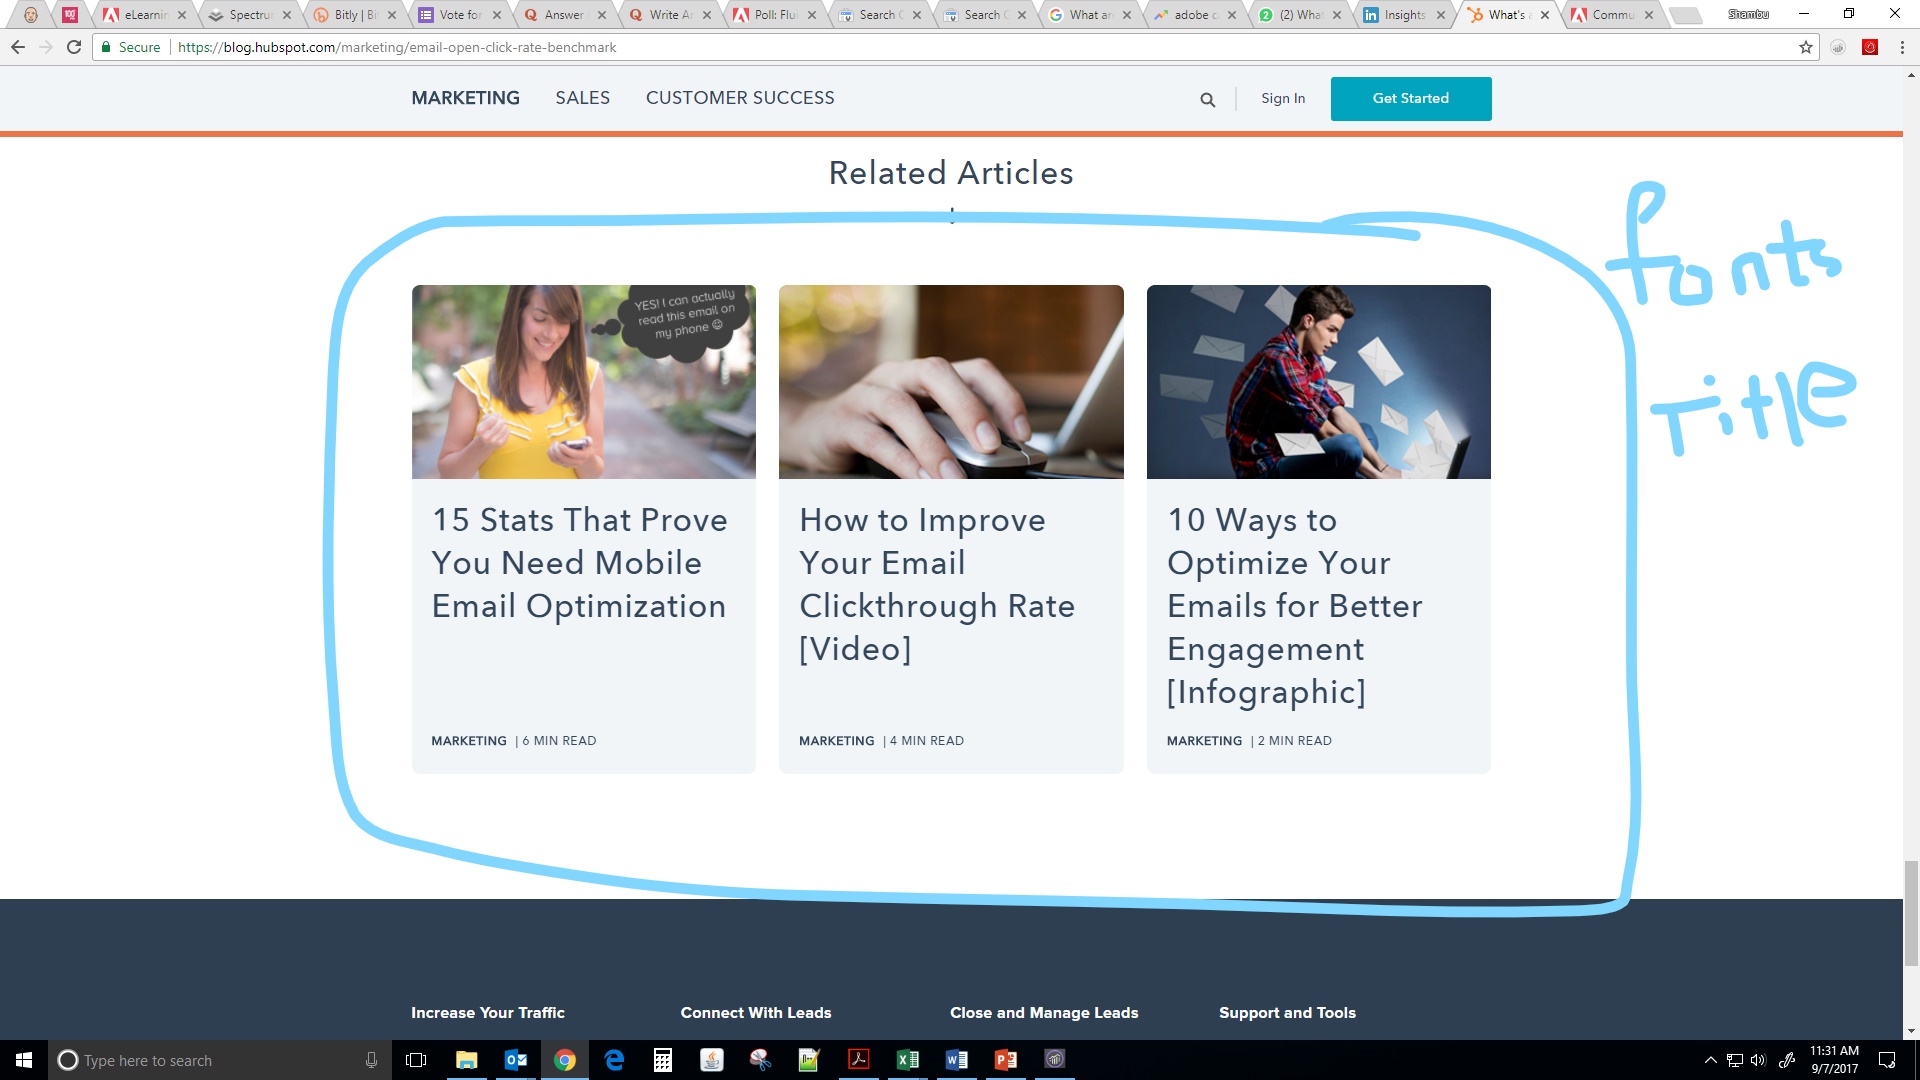 eLearnin
Spectru
Bitly | Bi
Vote for
Answer
Write Ar
Poll: Flu
Search C
Search C
What ar
adobe c
(2) What
Insights
What's a
Commu
Shambu
Secure | https://blog.hubspot.com/marketing/email-open-click-rate-benchmark
MARKETING SALES CUSTOMER SUCCESS Sign In Get Started
Related Articles
fonts
Title
YES! I can actually
read this email on
my phone ☺
15 Stats That Prove
You Need Mobile
Email Optimization
MARKETING | 6 MIN READ
How to Improve
Your Email
Clickthrough Rate
[Video]
MARKETING | 4 MIN READ
10 Ways to
Optimize Your
Emails for Better
Engagement
[Infographic]
MARKETING | 2 MIN READ
Increase Your Traffic
Connect With Leads
Close and Manage Leads
Support and Tools
Type here to search
11:31 AM
9/7/2017